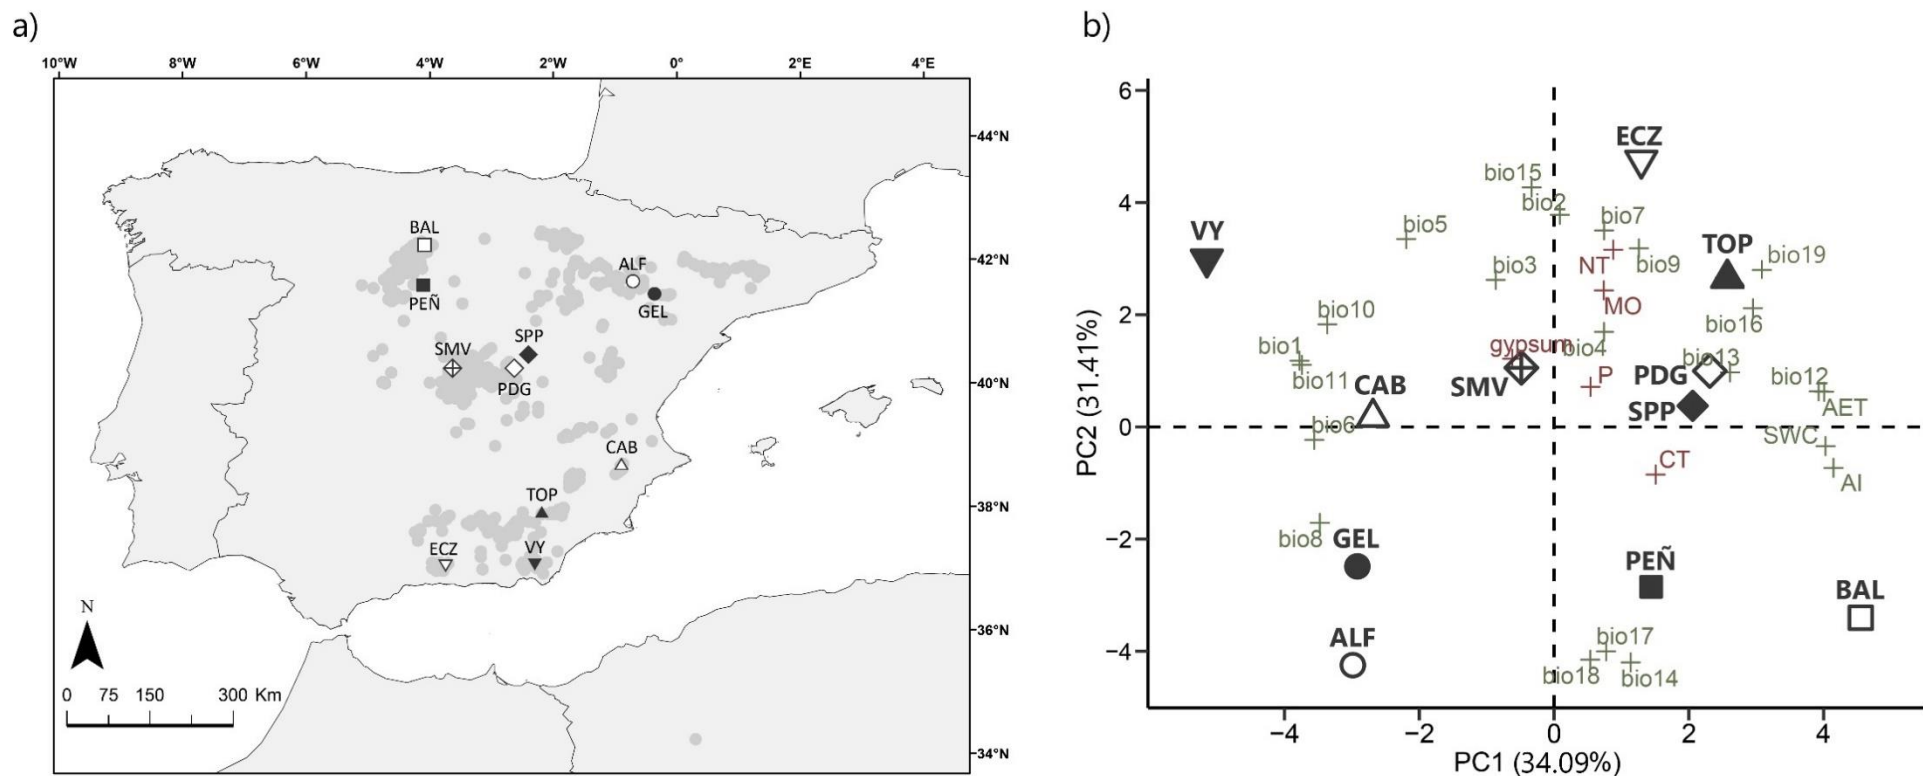 a)
10°W 8°W 6°W 4°W 2°W 0° 2°E 4°E
44°N
42°N
40°N
38°N
36°N
34°N
BAL
PEÑ
ALF
GEL
SPP
SMV
PDG
CAB
TOP
ECZ
VY
N
0 75 150 300 Km
b)
PC2 (31.41%)
6
4
2
0
−2
−4
ECZ
bio15
bio2
bio7
VY
bio5
TOP
bio19
NT
bio9
bio3
MO
bio10
bio16
gypsum
bio4
bio1
bio13
bio11
P
PDG
bio12
CAB
SMV
SPP
AET
bio6
SWC
CT
AI
bio8
GEL
PEÑ
BAL
ALF
bio17
bio18
bio14
−4 −2 0 2 4
PC1 (34.09%)